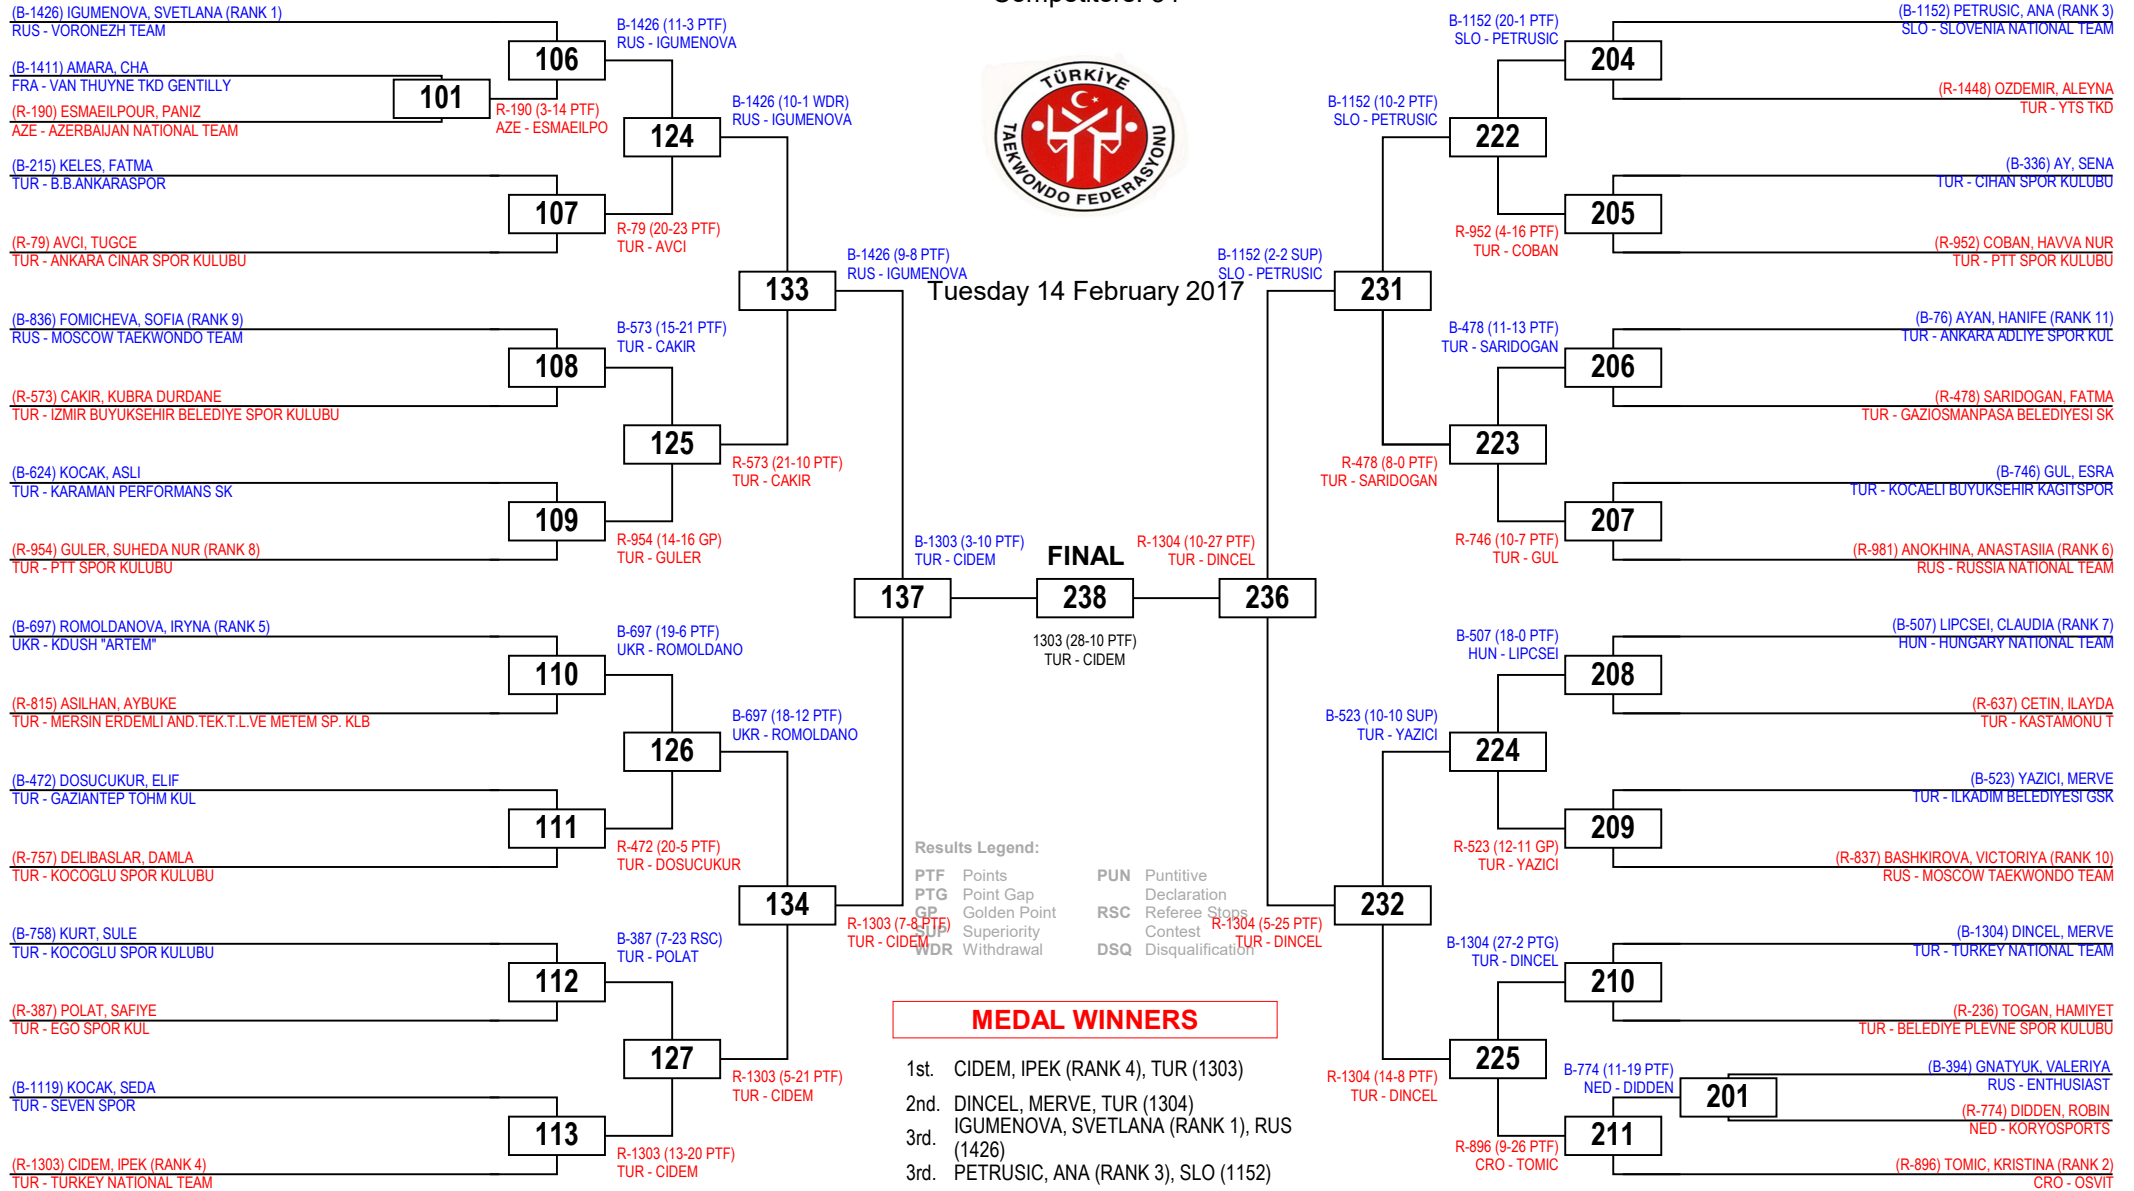 Competitors: 34
(B-1426) IGUMENOVA, SVETLANA (RANK 1)
RUS - VORONEZH TEAM
(B-1411) AMARA, CHA
FRA - VAN THUYNE TKD GENTILLY
(R-190) ESMAEILPOUR, PANIZ
AZE - AZERBAIJAN NATIONAL TEAM
(B-215) KELES, FATMA
TUR - B.B.ANKARASPOR
(R-79) AVCI, TUGCE
TUR - ANKARA CINAR SPOR KULUBU
(B-836) FOMICHEVA, SOFIA (RANK 9)
RUS - MOSCOW TAEKWONDO TEAM
(R-573) CAKIR, KUBRA DURDANE
TUR - IZMIR BUYUKSEHIR BELEDIYE SPOR KULUBU
(B-624) KOCAK, ASLI
TUR - KARAMAN PERFORMANS SK
(R-954) GULER, SUHEDA NUR (RANK 8)
TUR - PTT SPOR KULUBU
(B-697) ROMOLDANOVA, IRYNA (RANK 5)
UKR - KDUSH "ARTEM"
(R-815) ASILHAN, AYBUKE
TUR - MERSIN ERDEMLI AND.TEK.T.L.VE METEM SP. KLB
(B-472) DOSUCUKUR, ELIF
TUR - GAZIANTEP TOHM KUL
(R-757) DELIBASLAR, DAMLA
TUR - KOCOGLU SPOR KULUBU
(B-758) KURT, SULE
TUR - KOCOGLU SPOR KULUBU
(R-387) POLAT, SAFIYE
TUR - EGO SPOR KUL
(B-1119) KOCAK, SEDA
TUR - SEVEN SPOR
(R-1303) CIDEM, IPEK (RANK 4)
TUR - TURKEY NATIONAL TEAM
101
R-190 (3-14 PTF)
AZE - ESMAEILPO
106
107
108
109
110
111
112
113
B-1426 (11-3 PTF)
RUS - IGUMENOVA
R-79 (20-23 PTF)
TUR - AVCI
B-573 (15-21 PTF)
TUR - CAKIR
R-954 (14-16 GP)
TUR - GULER
B-697 (19-6 PTF)
UKR - ROMOLDANO
R-472 (20-5 PTF)
TUR - DOSUCUKUR
B-387 (7-23 RSC)
TUR - POLAT
R-1303 (13-20 PTF)
TUR - CIDEM
124
125
126
127
B-1426 (10-1 WDR)
RUS - IGUMENOVA
R-573 (21-10 PTF)
TUR - CAKIR
B-697 (18-12 PTF)
UKR - ROMOLDANO
R-1303 (5-21 PTF)
TUR - CIDEM
133
134
B-1426 (9-8 PTF)
RUS - IGUMENOVA
R-1303 (7-8 PTF)
TUR - CIDEM
137
B-1303 (3-10 PTF)
TUR - CIDEM
TÜRKİYE
TAEKWONDO FEDERASYONU
Tuesday 14 February 2017
FINAL
238
1303 (28-10 PTF)
TUR - CIDEM
R-1304 (10-27 PTF)
TUR - DINCEL
236
B-1152 (2-2 SUP)
SLO - PETRUSIC
R-1304 (5-25 PTF)
TUR - DINCEL
231
232
B-1152 (10-2 PTF)
SLO - PETRUSIC
R-478 (8-0 PTF)
TUR - SARIDOGAN
B-523 (10-10 SUP)
TUR - YAZICI
R-1304 (14-8 PTF)
TUR - DINCEL
222
223
224
225
B-1152 (20-1 PTF)
SLO - PETRUSIC
R-952 (4-16 PTF)
TUR - COBAN
B-478 (11-13 PTF)
TUR - SARIDOGAN
R-746 (10-7 PTF)
TUR - GUL
B-507 (18-0 PTF)
HUN - LIPCSEI
R-523 (12-11 GP)
TUR - YAZICI
B-1304 (27-2 PTG)
TUR - DINCEL
R-896 (9-26 PTF)
CRO - TOMIC
204
205
206
207
208
209
210
211
B-774 (11-19 PTF)
NED - DIDDEN
201
(B-1152) PETRUSIC, ANA (RANK 3)
SLO - SLOVENIA NATIONAL TEAM
(R-1448) OZDEMIR, ALEYNA
TUR - YTS TKD
(B-336) AY, SENA
TUR - CIHAN SPOR KULUBU
(R-952) COBAN, HAVVA NUR
TUR - PTT SPOR KULUBU
(B-76) AYAN, HANIFE (RANK 11)
TUR - ANKARA ADLIYE SPOR KUL
(R-478) SARIDOGAN, FATMA
TUR - GAZIOSMANPASA BELEDIYESI SK
(B-746) GUL, ESRA
TUR - KOCAELI BUYUKSEHIR KAGITSPOR
(R-981) ANOKHINA, ANASTASIIA (RANK 6)
RUS - RUSSIA NATIONAL TEAM
(B-507) LIPCSEI, CLAUDIA (RANK 7)
HUN - HUNGARY NATIONAL TEAM
(R-637) CETIN, ILAYDA
TUR - KASTAMONU T
(B-523) YAZICI, MERVE
TUR - ILKADIM BELEDIYESI GSK
(R-837) BASHKIROVA, VICTORIYA (RANK 10)
RUS - MOSCOW TAEKWONDO TEAM
(B-1304) DINCEL, MERVE
TUR - TURKEY NATIONAL TEAM
(R-236) TOGAN, HAMIYET
TUR - BELEDIYE PLEVNE SPOR KULUBU
(B-394) GNATYUK, VALERIYA
RUS - ENTHUSIAST
(R-774) DIDDEN, ROBIN
NED - KORYOSPORTS
(R-896) TOMIC, KRISTINA (RANK 2)
CRO - OSVIT
Results Legend:
PTF Points
PTG Point Gap
GP Golden Point
SUP Superiority
WDR Withdrawal
PUN Puntitive
Declaration
RSC Referee Stops
Contest
DSQ Disqualification
MEDAL WINNERS
1st. CIDEM, IPEK (RANK 4), TUR (1303)
2nd. DINCEL, MERVE, TUR (1304)
3rd. IGUMENOVA, SVETLANA (RANK 1), RUS
(1426)
3rd. PETRUSIC, ANA (RANK 3), SLO (1152)